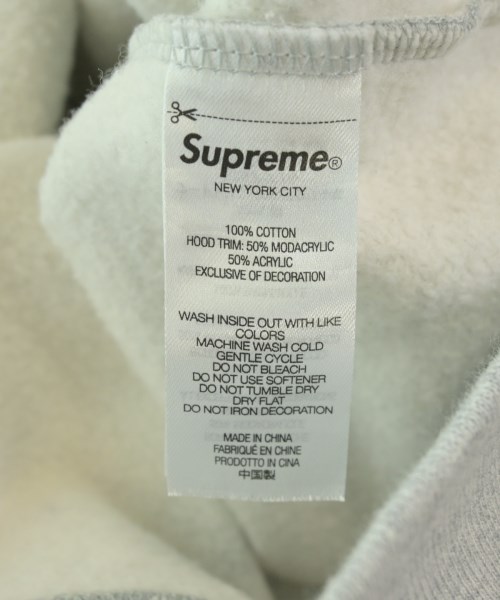 Supreme®
NEW YORK CITY
100% COTTON
HOOD TRIM: 50% MODACRYLIC
50% ACRYLIC
EXCLUSIVE OF DECORATION
WASH INSIDE OUT WITH LIKE
COLORS
MACHINE WASH COLD
GENTLE CYCLE
DO NOT BLEACH
DO NOT USE SOFTENER
DO NOT TUMBLE DRY
DRY FLAT
DO NOT IRON DECORATION
MADE IN CHINA
FABRIQUÉ EN CHINE
PRODOTTO IN CINA
中国製